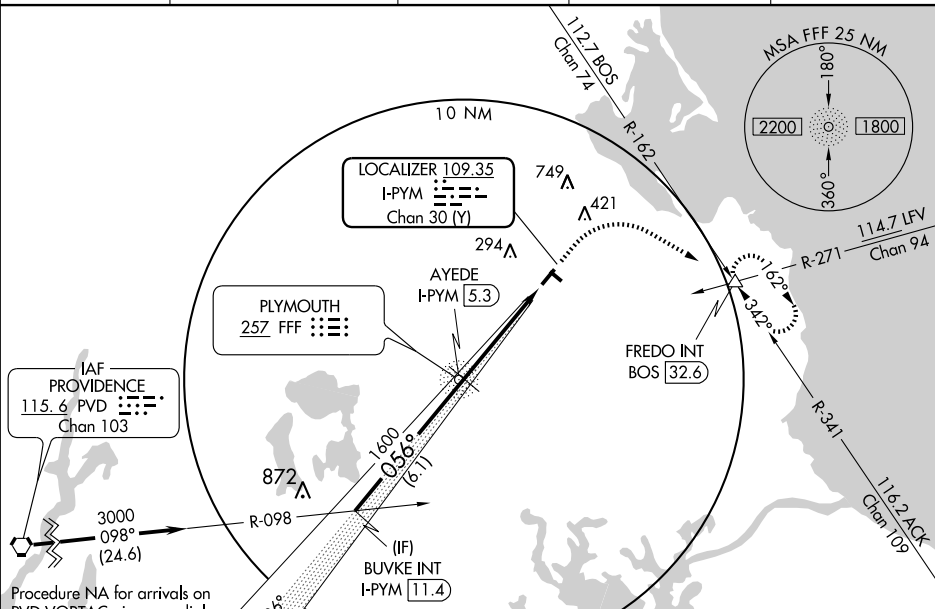 112.7 BOS
Chan 74
R-162
MSA FFF 25 NM
180°
2200
1800
360°
10 NM
LOCALIZER 109.35
I-PYM
Chan 30 (Y)
749
421
294
114.7 LFV
Chan 94
R-271
AYEDE
I-PYM 5.3
PLYMOUTH
257 FFF
162°
342°
FREDO INT
BOS 32.6
IAF
PROVIDENCE
115.6 PVD
Chan 103
1600
056°
(6.1)
872
R-341
116.2 ACK
Chan 109
3000
098°
(24.6)
R-098
(IF)
BUVKE INT
I-PYM 11.4
Procedure NA for arrivals on